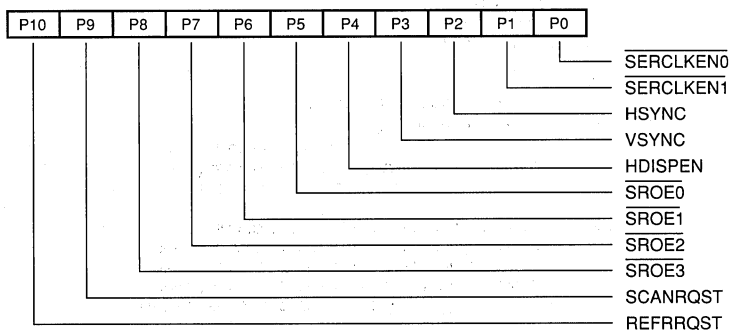 P10 P9 P8 P7 P6 P5 P4 P3 P2 P1 P0
SERCLKEN0
SERCLKEN1
HSYNC
VSYNC
HDISPEN
SROE0
SROE1
SROE2
SROE3
SCANRQST
REFRRQST